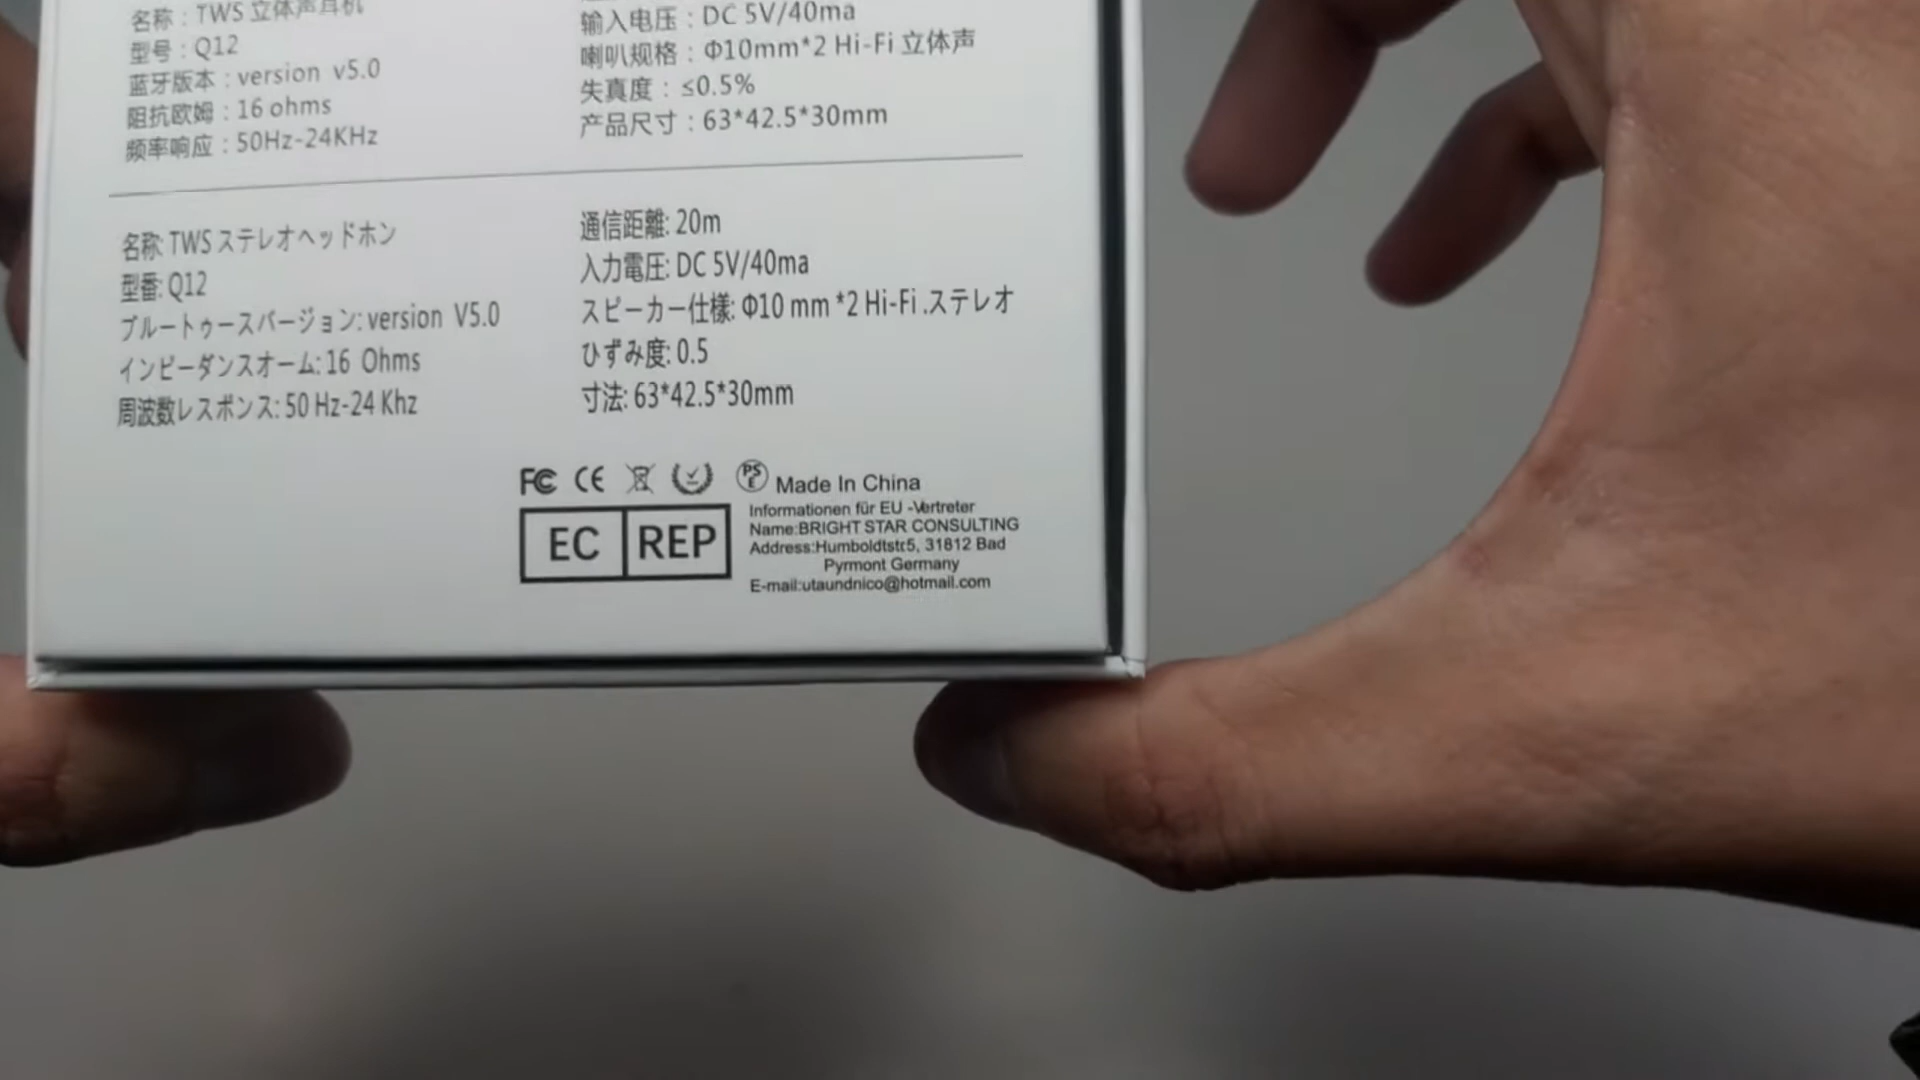 名称：TWS 立体声耳机
型号：Q12
蓝牙版本：version v5.0
阻抗欧姆：16 ohms
频率响应：50Hz-24KHz
输入电压：DC 5V/40ma
喇叭规格：Φ10mm*2 Hi-Fi 立体声
失真度：≤0.5%
产品尺寸：63*42.5*30mm
名称: TWS ステレオヘッドホン
型番: Q12
ブルートゥースバージョン: version V5.0
インピーダンスオーム: 16 Ohms
周波数レスポンス: 50 Hz-24 Khz
通信距離: 20m
入力電圧: DC 5V/40ma
スピーカー仕様: Φ10 mm *2 Hi-Fi .ステレオ
ひずみ度: 0.5
寸法: 63*42.5*30mm
FC CE PS E Made In China
EC REP
Informationen für EU -Vertreter
Name:BRIGHT STAR CONSULTING
Address:Humboldtstr.5, 31812 Bad
Pyrmont Germany
E-mail:utaundnico@hotmail.com